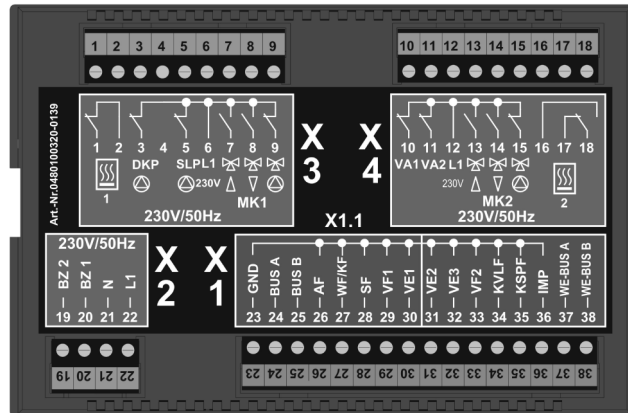 1 2 3 4 5 6 7 8 9
10 11 12 13 14 15 16 17 18
Art.-Nr.0480100320-0139
1 2 3 4 5 6 7 8 9
DKP SLP L1
230V
1
MK1
230V/50Hz
X
3
X
4
10 11 12 13 14 15 16 17 18
VA1 VA2 L1
230V
2
MK2
230V/50Hz
X1.1
230V/50Hz
BZ 2 BZ 1 N L1
19 20 21 22
X
2
X
1
GND BUS A BUS B AF WF/KF SF VF1 VE1 VE2 VE3 VF2 KVLF KSPF IMP WE-BUS A WE-BUS B
23 24 25 26 27 28 29 30 31 32 33 34 35 36 37 38
19 20 21 22
23 24 25 26 27 28 29 30 31 32 33 34 35 36 37 38